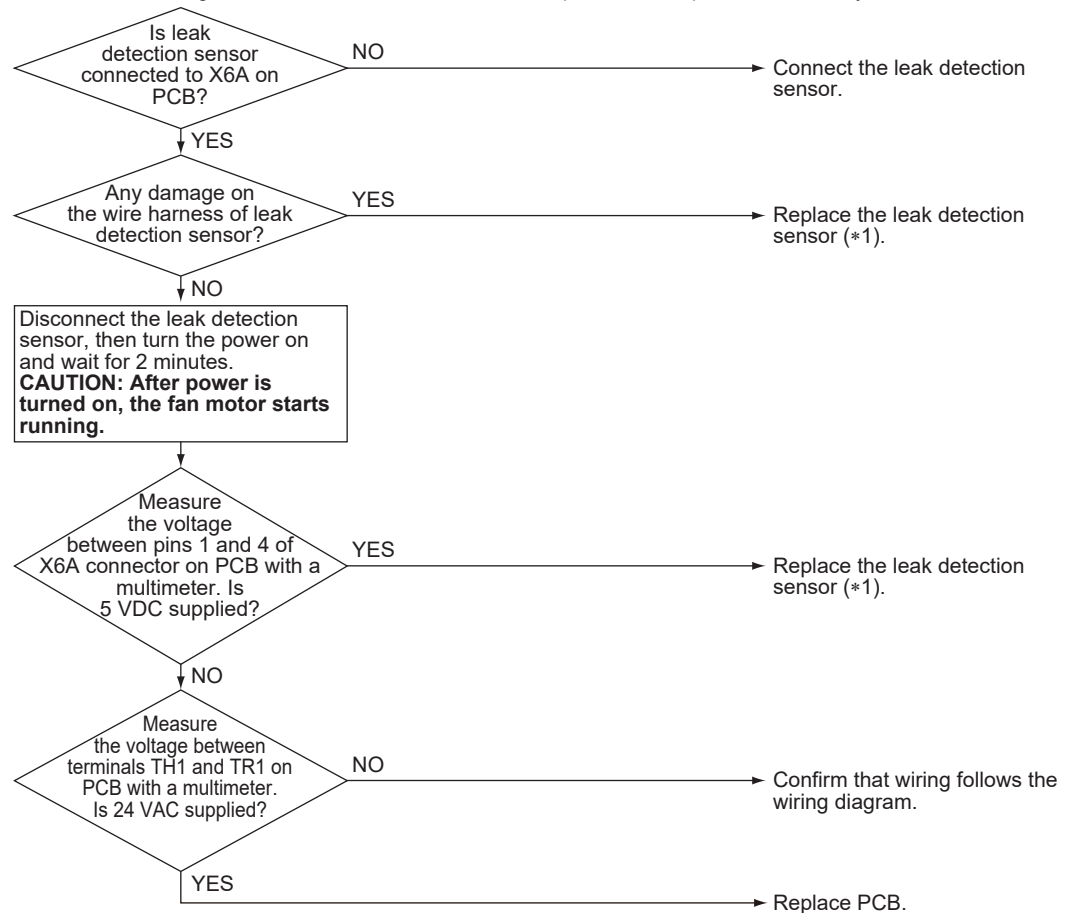 Is leak
detection sensor
connected to X6A on
PCB?
NO
Connect the leak detection
sensor.
YES
Any damage on
the wire harness of leak
detection sensor?
YES
Replace the leak detection
sensor (*1).
NO
Disconnect the leak detection
sensor, then turn the power on
and wait for 2 minutes.
CAUTION: After power is
turned on, the fan motor starts
running.
Measure
the voltage
between pins 1 and 4 of
X6A connector on PCB with a
multimeter. Is
5 VDC supplied?
YES
Replace the leak detection
sensor (*1).
NO
Measure
the voltage between
terminals TH1 and TR1 on
PCB with a multimeter.
Is 24 VAC supplied?
NO
Confirm that wiring follows the
wiring diagram.
YES
Replace PCB.